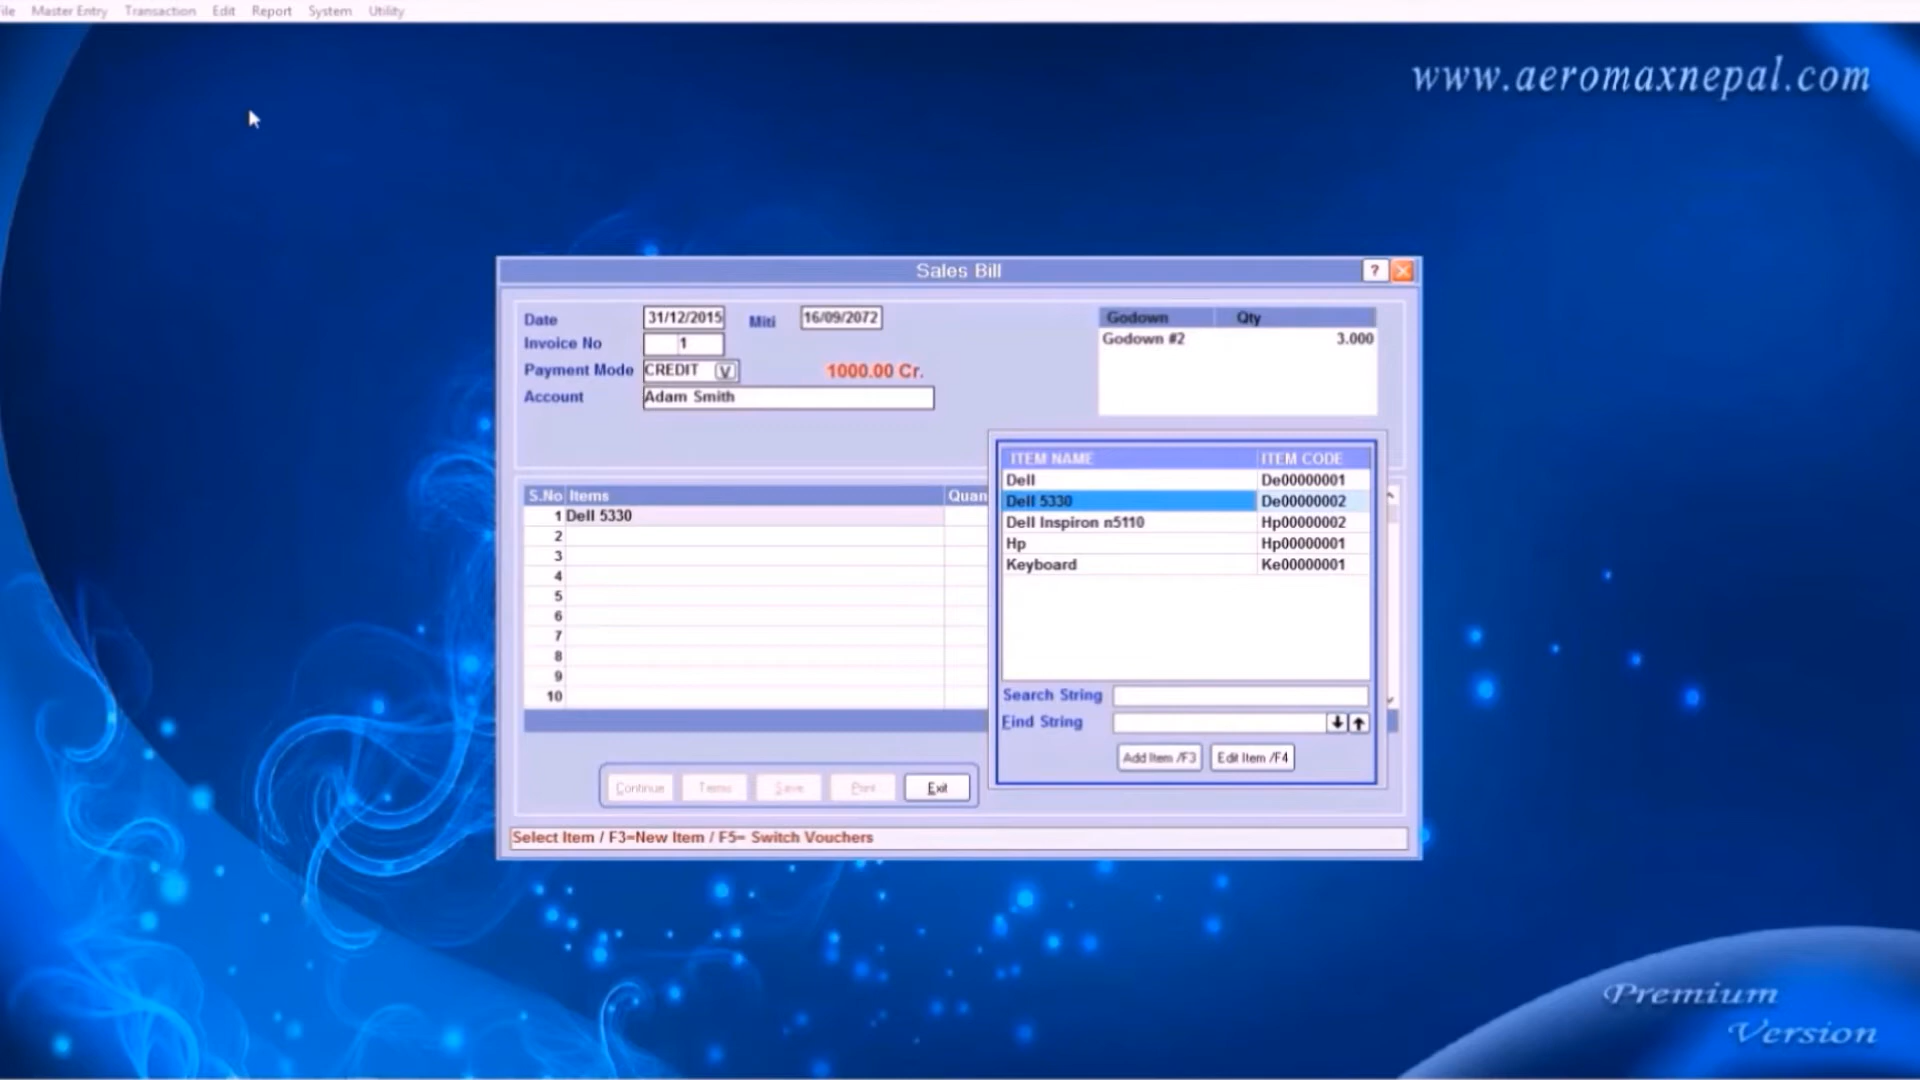 ile Master Entry Transaction Edit Report System Utility
www.aeromaxnepal.com
Sales Bill
?
Date 31/12/2015 Miti 16/09/2072
Invoice No 1
Payment Mode CREDIT V 1000.00 Cr.
Account Adam Smith
Godown Qty
Godown #2 3.000
S.No Items Quan
1 Dell 5330
2
3
4
5
6
7
8
9
10
ITEM NAME ITEM CODE
Dell De00000001
Dell 5330 De00000002
Dell Inspiron n5110 Hp00000002
Hp Hp00000001
Keyboard Ke00000001
Search String
Find String
Add Item /F3 Edit Item /F4
Continue Terms Save Print Exit
Select Item / F3=New Item / F5= Switch Vouchers
Premium
Version